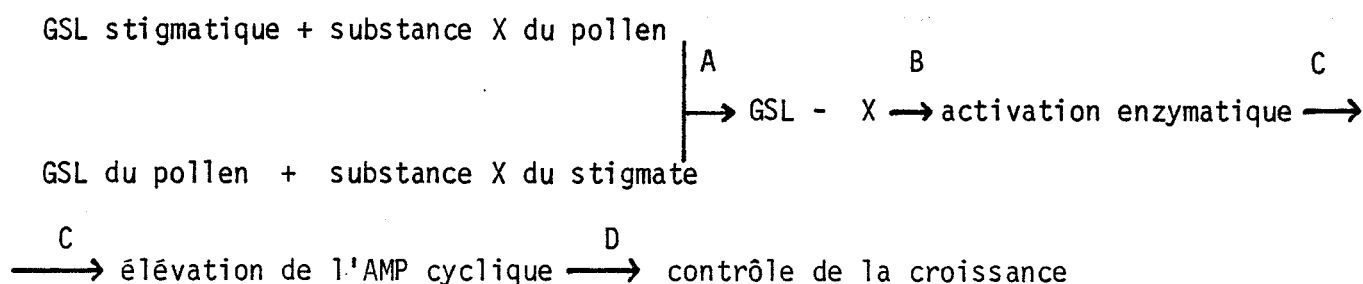 GSL stigmatique + substance X du pollen
A B C
GSL - X → activation enzymatique →
GSL du pollen + substance X du stigmate
C D
→ élévation de l'AMP cyclique → contrôle de la croissance